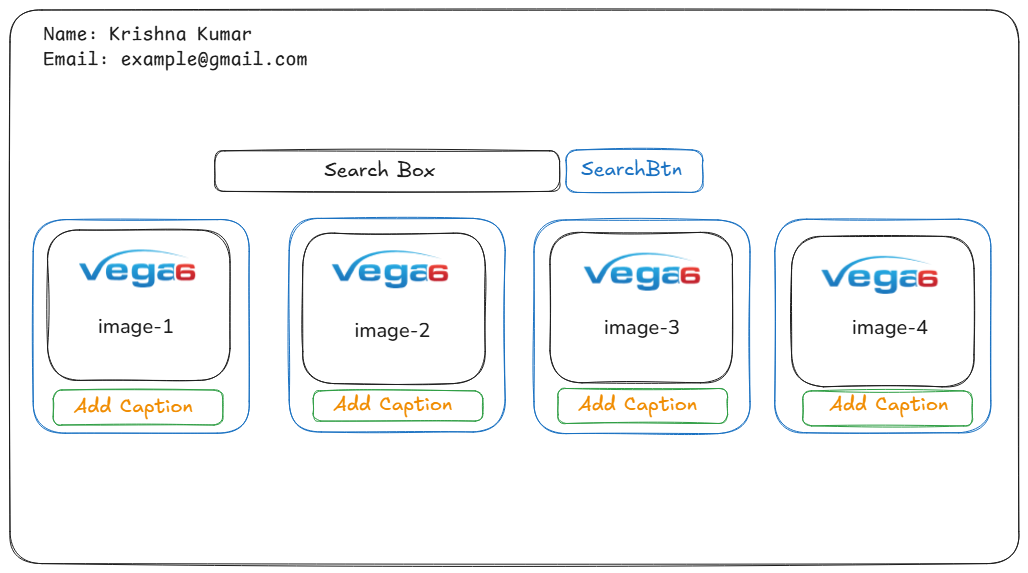 Name: Krishna Kumar
Email: example@gmail.com
Search Box
SearchBtn
vega6
vega6
vega6
vega6
image-1
image-2
image-3
image-4
Add Caption
Add Caption
Add Caption
Add Caption